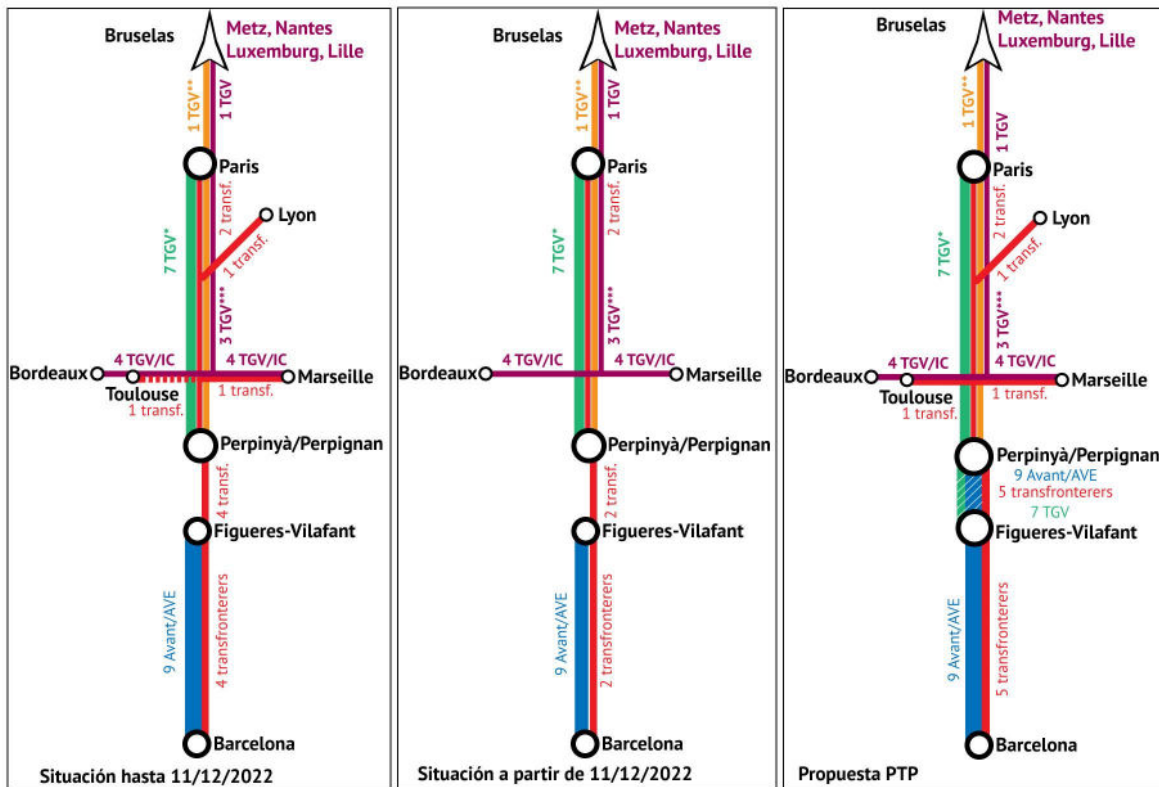 Bruselas
Metz, Nantes
Luxemburg, Lille
1 TGV**
1 TGV
Paris
2 transf.
Lyon
1 transf.
7 TGV*
3 TGV***
4 TGV/IC
4 TGV/IC
Bordeaux
Marseille
Toulouse
1 transf.
1 transf.
Perpinyà/Perpignan
4 transf.
Figueres-Vilafant
9 Avant/AVE
4 transfronterers
Barcelona
Situación hasta 11/12/2022
Bruselas
Metz, Nantes
Luxemburg, Lille
1 TGV**
1 TGV
Paris
2 transf.
7 TGV*
3 TGV***
4 TGV/IC
4 TGV/IC
Bordeaux
Marseille
Perpinyà/Perpignan
2 transf.
Figueres-Vilafant
9 Avant/AVE
2 transfronterers
Barcelona
Situación a partir de 11/12/2022
Bruselas
Metz, Nantes
Luxemburg, Lille
1 TGV**
1 TGV
Paris
2 transf.
Lyon
1 transf.
7 TGV*
3 TGV***
4 TGV/IC
4 TGV/IC
Bordeaux
Marseille
Toulouse
1 transf.
1 transf.
Perpinyà/Perpignan
9 Avant/AVE
5 transfronterers
7 TGV
Figueres-Vilafant
9 Avant/AVE
5 transfronterers
Barcelona
Propuesta PTP